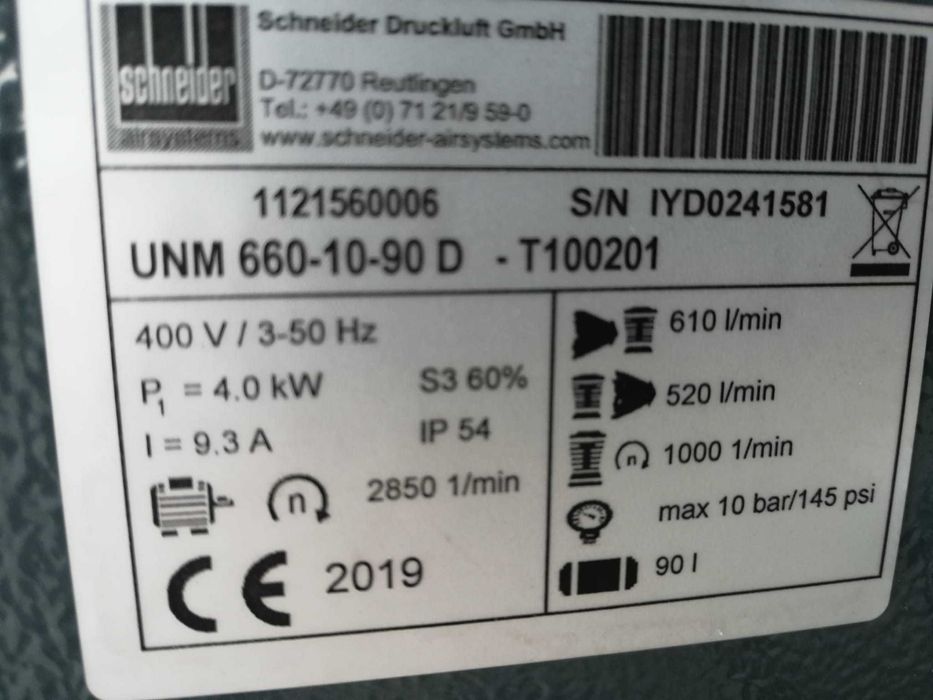 schneider
airsystems
Schneider Druckluft GmbH
D-72770 Reutlingen
Tel.: +49 (0) 71 21/9 59-0
www.schneider-airsystems.com
1121560006 S/N IYD0241581
UNM 660-10-90 D - T100201
400 V / 3-50 Hz
P1 = 4.0 kW S3 60%
I = 9.3 A IP 54
n 2850 1/min
CE 2019
610 l/min
520 l/min
n 1000 1/min
max 10 bar/145 psi
90 l